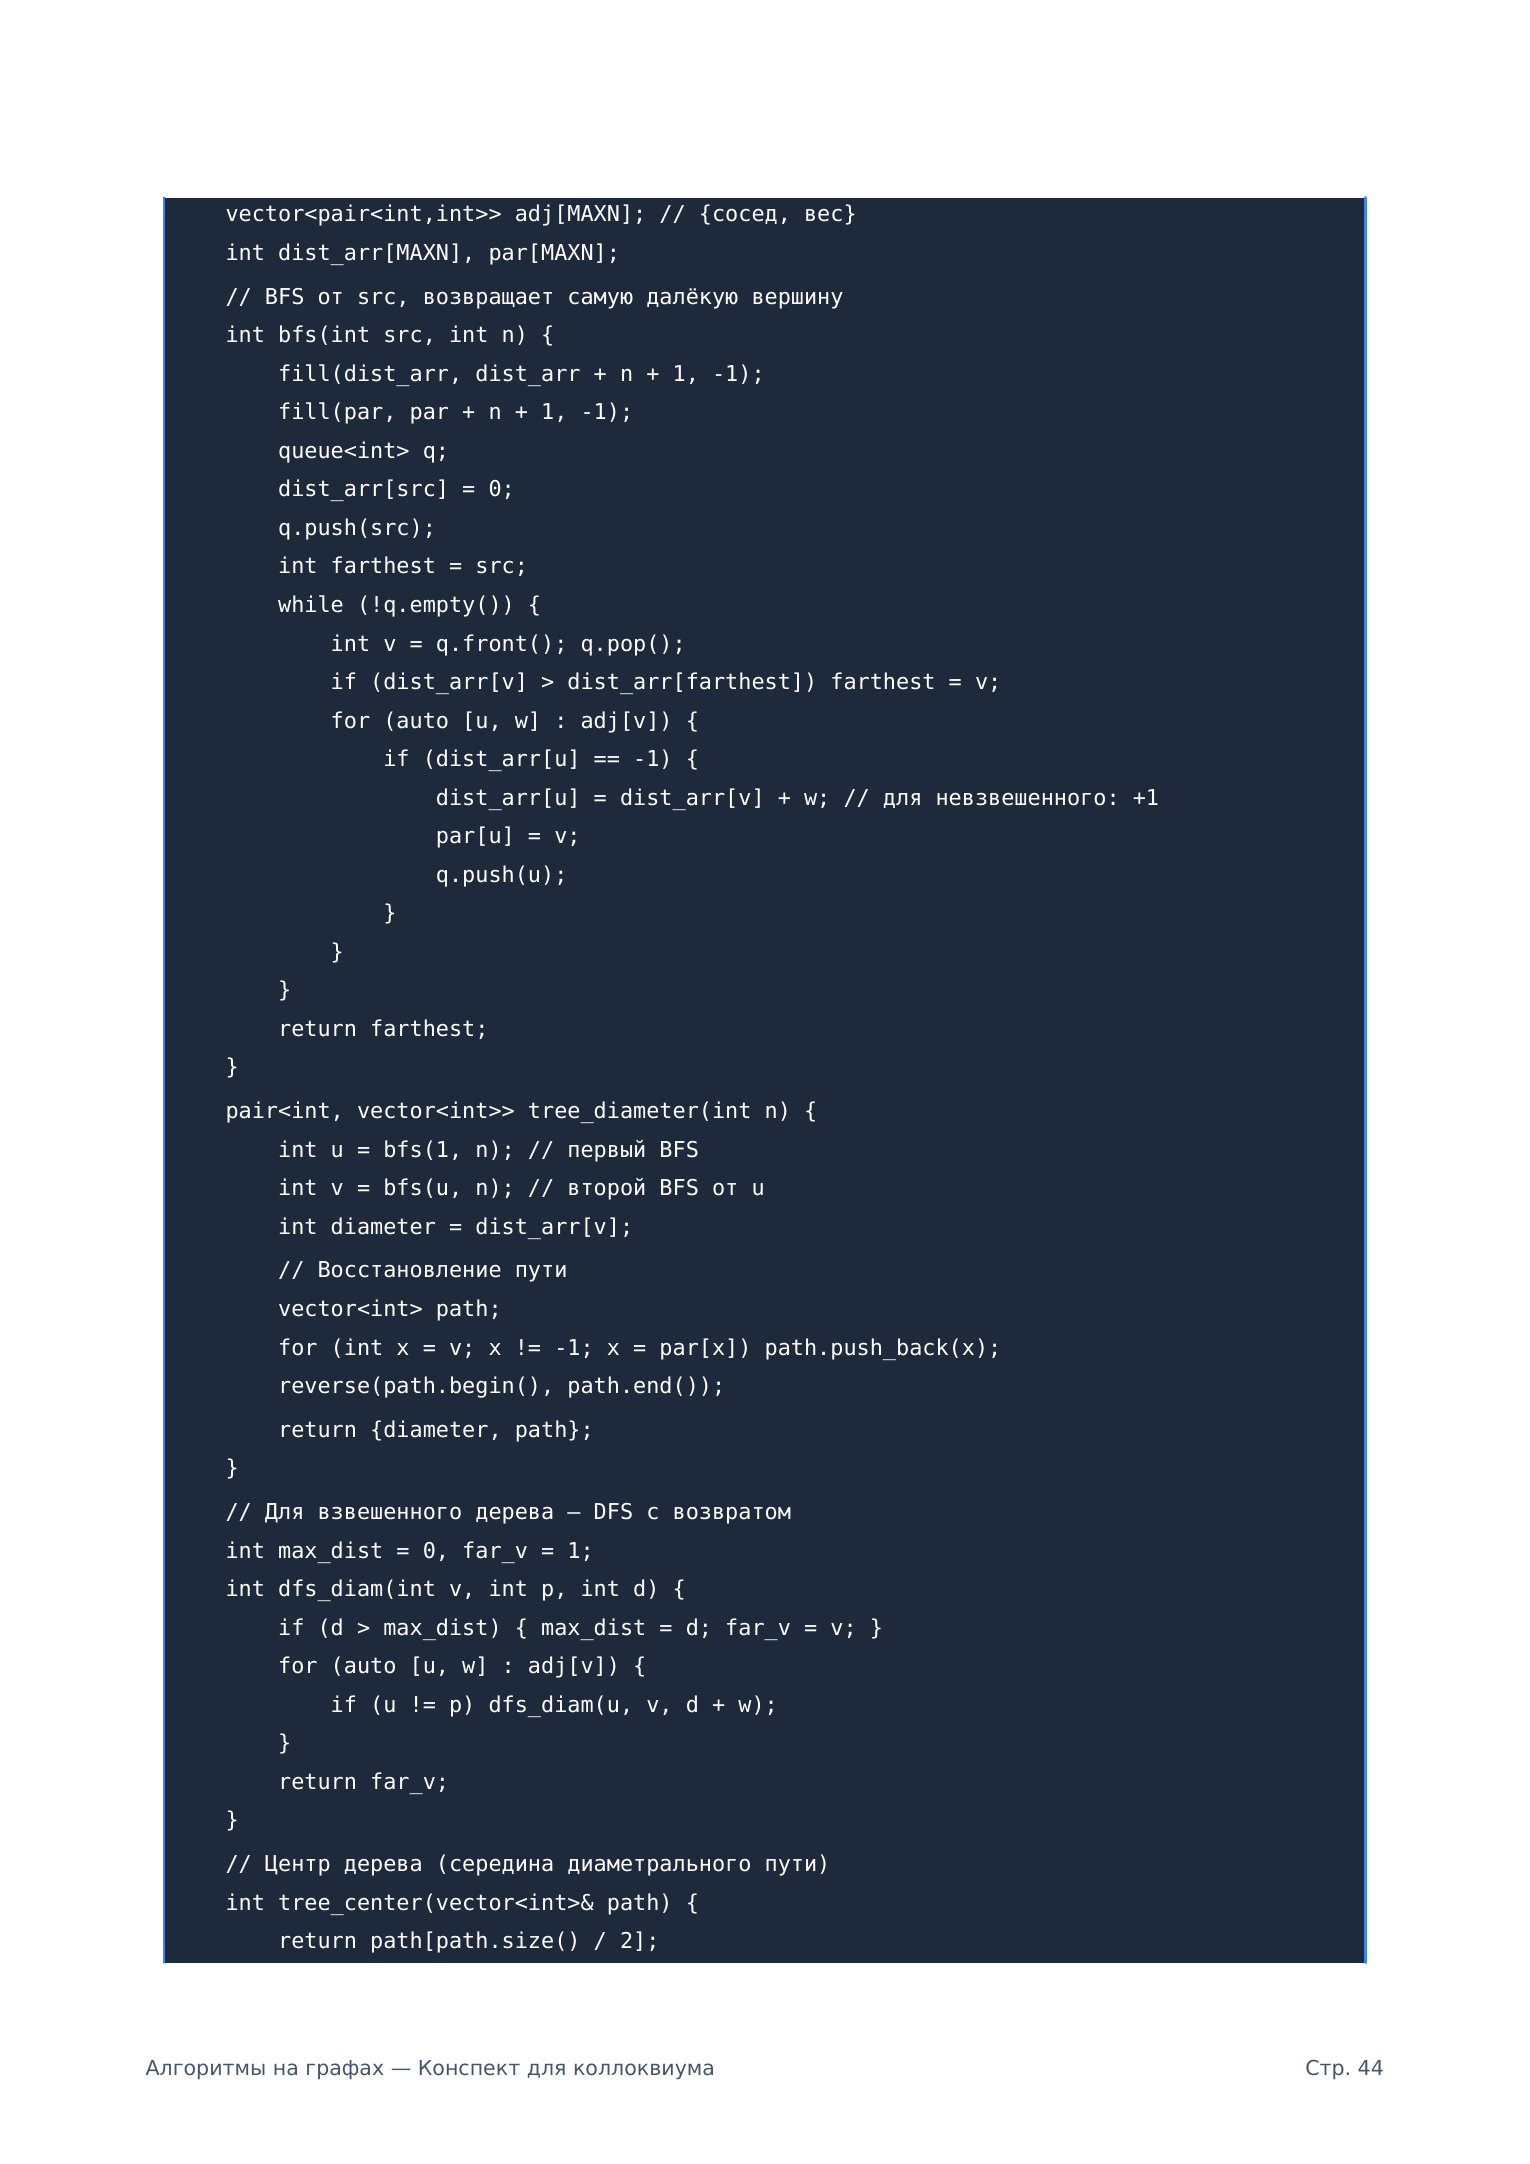 vector<pair<int,int>> adj[MAXN]; // {сосед, вес}
int dist_arr[MAXN], par[MAXN];
// BFS от src, возвращает самую далёкую вершину
int bfs(int src, int n) {
    fill(dist_arr, dist_arr + n + 1, -1);
    fill(par, par + n + 1, -1);
    queue<int> q;
    dist_arr[src] = 0;
    q.push(src);
    int farthest = src;
    while (!q.empty()) {
        int v = q.front(); q.pop();
        if (dist_arr[v] > dist_arr[farthest]) farthest = v;
        for (auto [u, w] : adj[v]) {
            if (dist_arr[u] == -1) {
                dist_arr[u] = dist_arr[v] + w; // для невзвешенного: +1
                par[u] = v;
                q.push(u);
            }
        }
    }
    return farthest;
}
pair<int, vector<int>> tree_diameter(int n) {
    int u = bfs(1, n); // первый BFS
    int v = bfs(u, n); // второй BFS от u
    int diameter = dist_arr[v];
    // Восстановление пути
    vector<int> path;
    for (int x = v; x != -1; x = par[x]) path.push_back(x);
    reverse(path.begin(), path.end());
    return {diameter, path};
}
// Для взвешенного дерева — DFS с возвратом
int max_dist = 0, far_v = 1;
int dfs_diam(int v, int p, int d) {
    if (d > max_dist) { max_dist = d; far_v = v; }
    for (auto [u, w] : adj[v]) {
        if (u != p) dfs_diam(u, v, d + w);
    }
    return far_v;
}
// Центр дерева (середина диаметрального пути)
int tree_center(vector<int>& path) {
    return path[path.size() / 2];
Алгоритмы на графах — Конспект для коллоквиума
Стр. 44